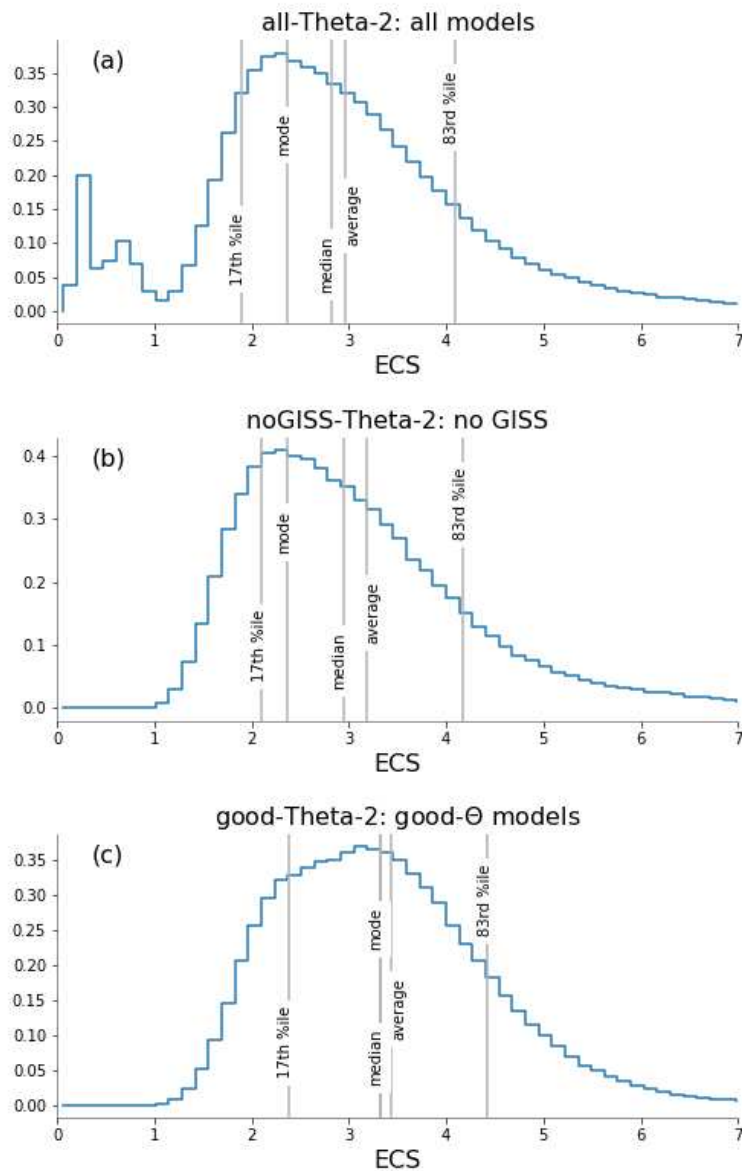 all-Theta-2: all models
(a)
0.35
0.30
0.25
0.20
0.15
0.10
0.05
0.00
17th %ile
mode
median
average
83rd %ile
0 1 2 3 4 5 6 7
ECS
noGISS-Theta-2: no GISS
(b)
0.4
0.3
0.2
0.1
0.0
17th %ile
mode
median
average
83rd %ile
0 1 2 3 4 5 6 7
ECS
good-Theta-2: good-Θ models
(c)
0.35
0.30
0.25
0.20
0.15
0.10
0.05
0.00
17th %ile
mode
median
average
83rd %ile
0 1 2 3 4 5 6 7
ECS